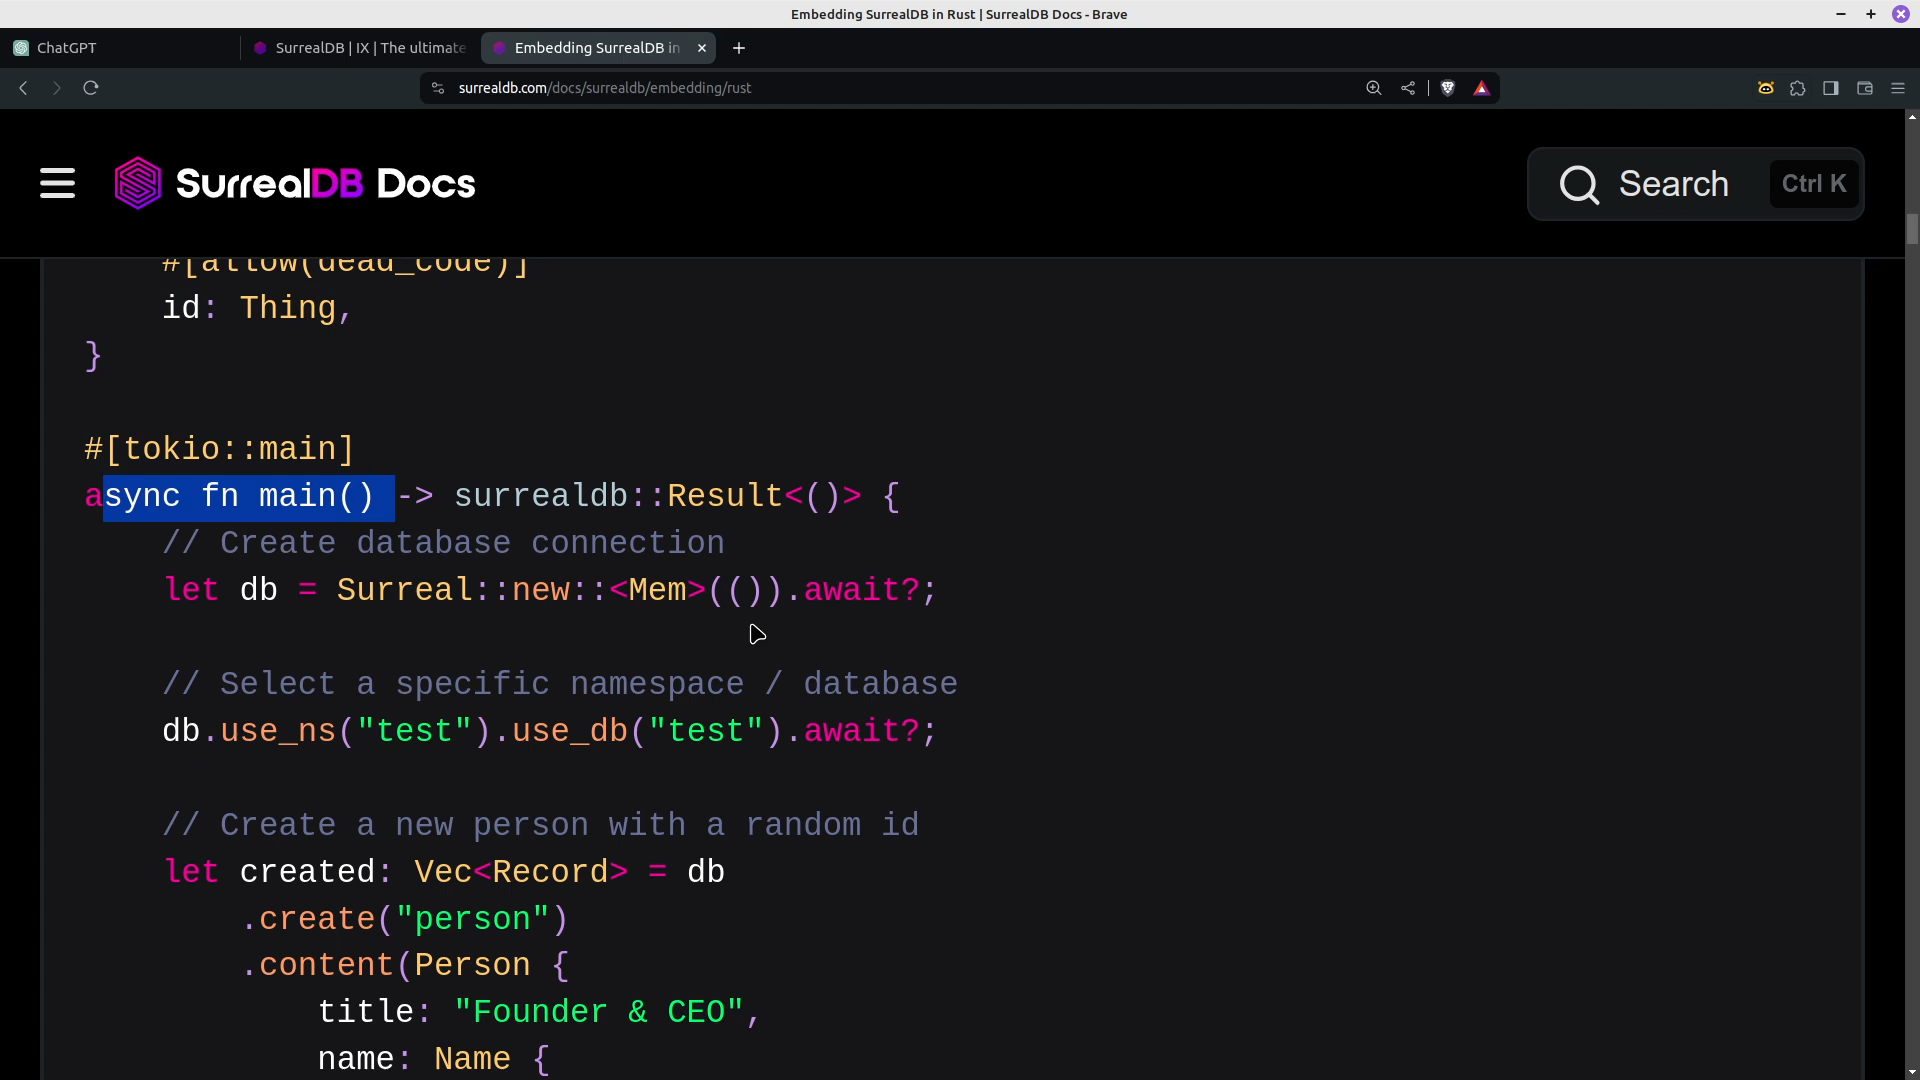 Embedding SurrealDB in Rust | SurrealDB Docs - Brave
ChatGPT
SurrealDB | IX | The ultimate
Embedding SurrealDB in
surrealdb.com/docs/surrealdb/embedding/rust
SurrealDB Docs
Search
Ctrl K
#[allow(dead_code)]
id: Thing,
}
#[tokio::main]
async fn main() -> surrealdb::Result<()> {
// Create database connection
let db = Surreal::new::<Mem>(()).await?;
// Select a specific namespace / database
db.use_ns("test").use_db("test").await?;
// Create a new person with a random id
let created: Vec<Record> = db
.create("person")
.content(Person {
title: "Founder & CEO",
name: Name {